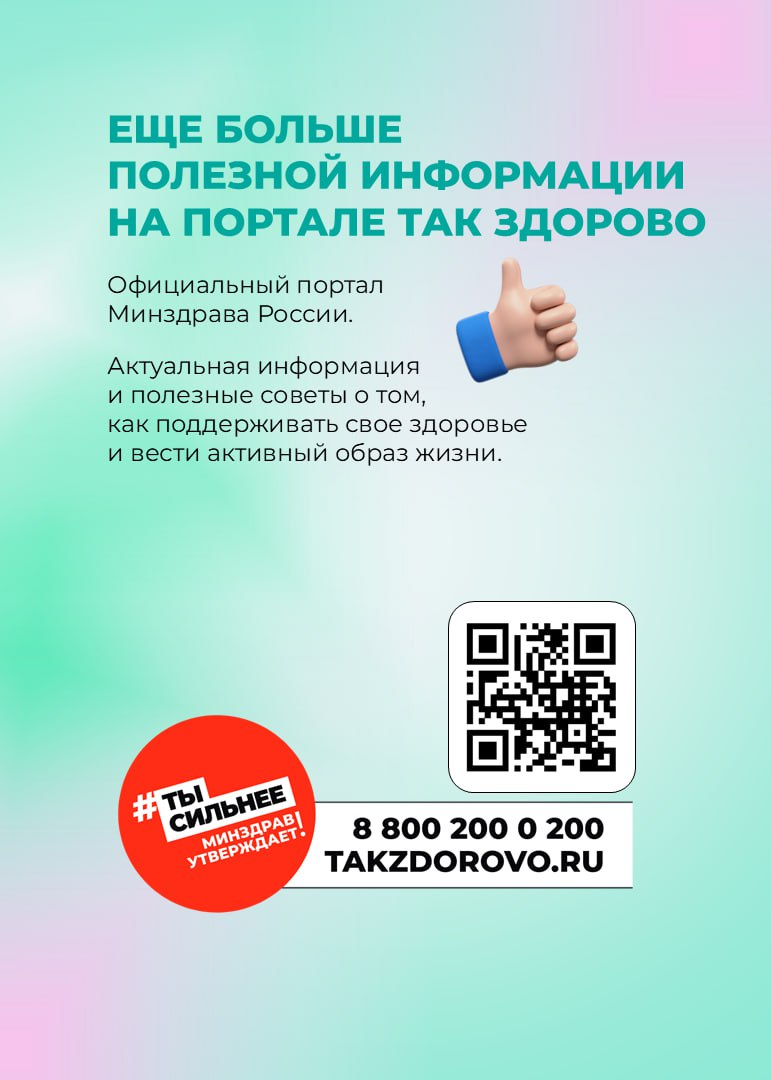 ЕЩЕ БОЛЬШЕ
ПОЛЕЗНОЙ ИНФОРМАЦИИ
НА ПОРТАЛЕ ТАК ЗДОРОВО
Официальный портал
Минздрава России.
Актуальная информация
и полезные советы о том,
как поддерживать свое здоровье
и вести активный образ жизни.
#ТЫ
СИЛЬНЕЕ
МИНЗДРАВ
УТВЕРЖДАЕТ!
8 800 200 0 200
TAKZDOROVO.RU